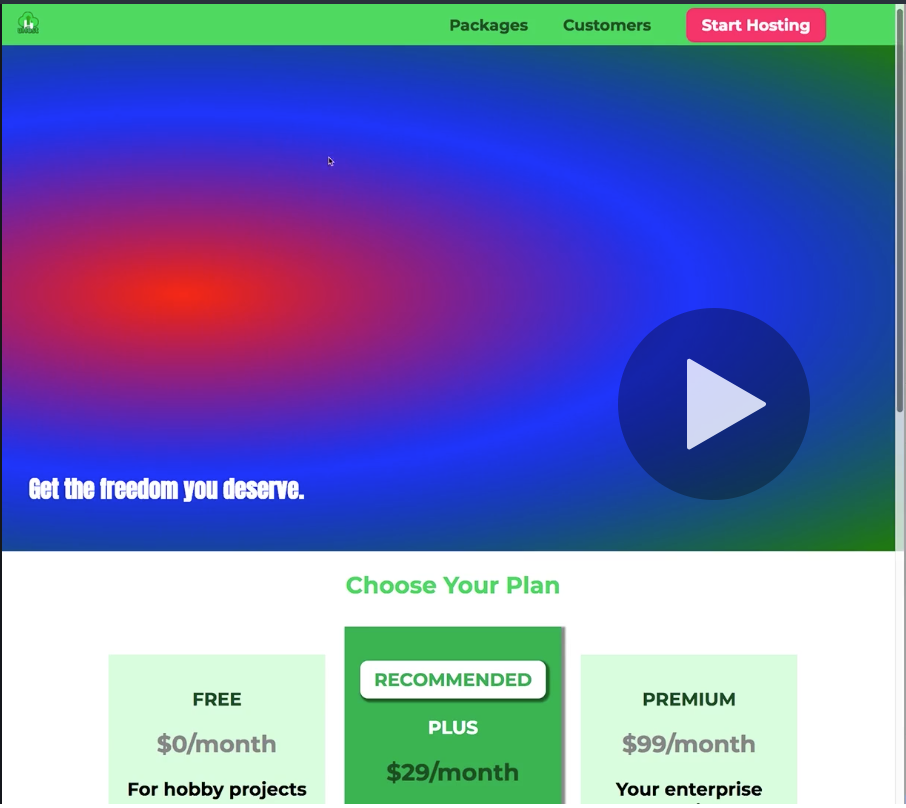 Packages Customers Start Hosting
Get the freedom you deserve.
Choose Your Plan
FREE
$0/month
For hobby projects
RECOMMENDED
PLUS
$29/month
PREMIUM
$99/month
Your enterprise